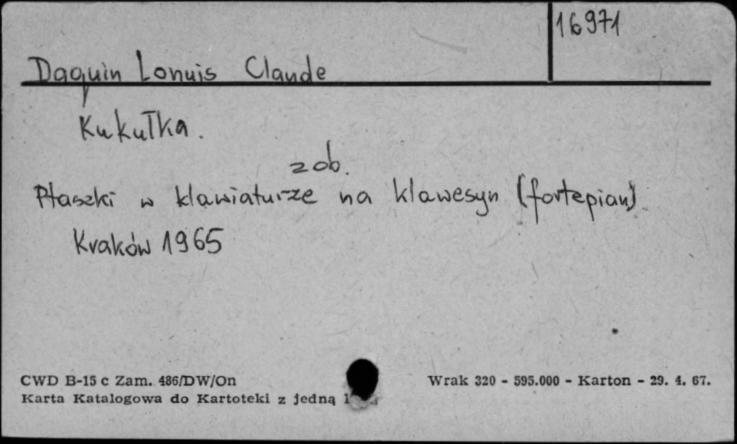 16971
Daquin Lonuis Claude
Kukułka.
zob.
Ptaszki w klawiaturze na klawesyn (fortepian)
Kraków 1965
CWD B-15 c Zam. 486/DW/On
Wrak 320 - 595.000 - Karton - 29. 4. 67.
Karta Katalogowa do Kartoteki z jedną